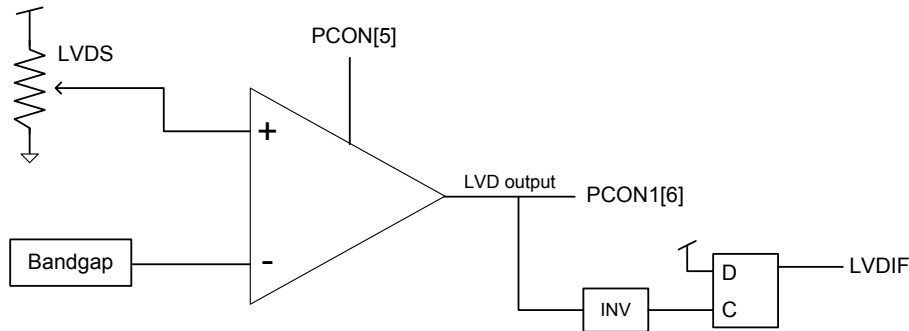 PCON[5]
LVDS
+
LVD output
PCON1[6]
Bandgap
-
D
LVDIF
INV
C